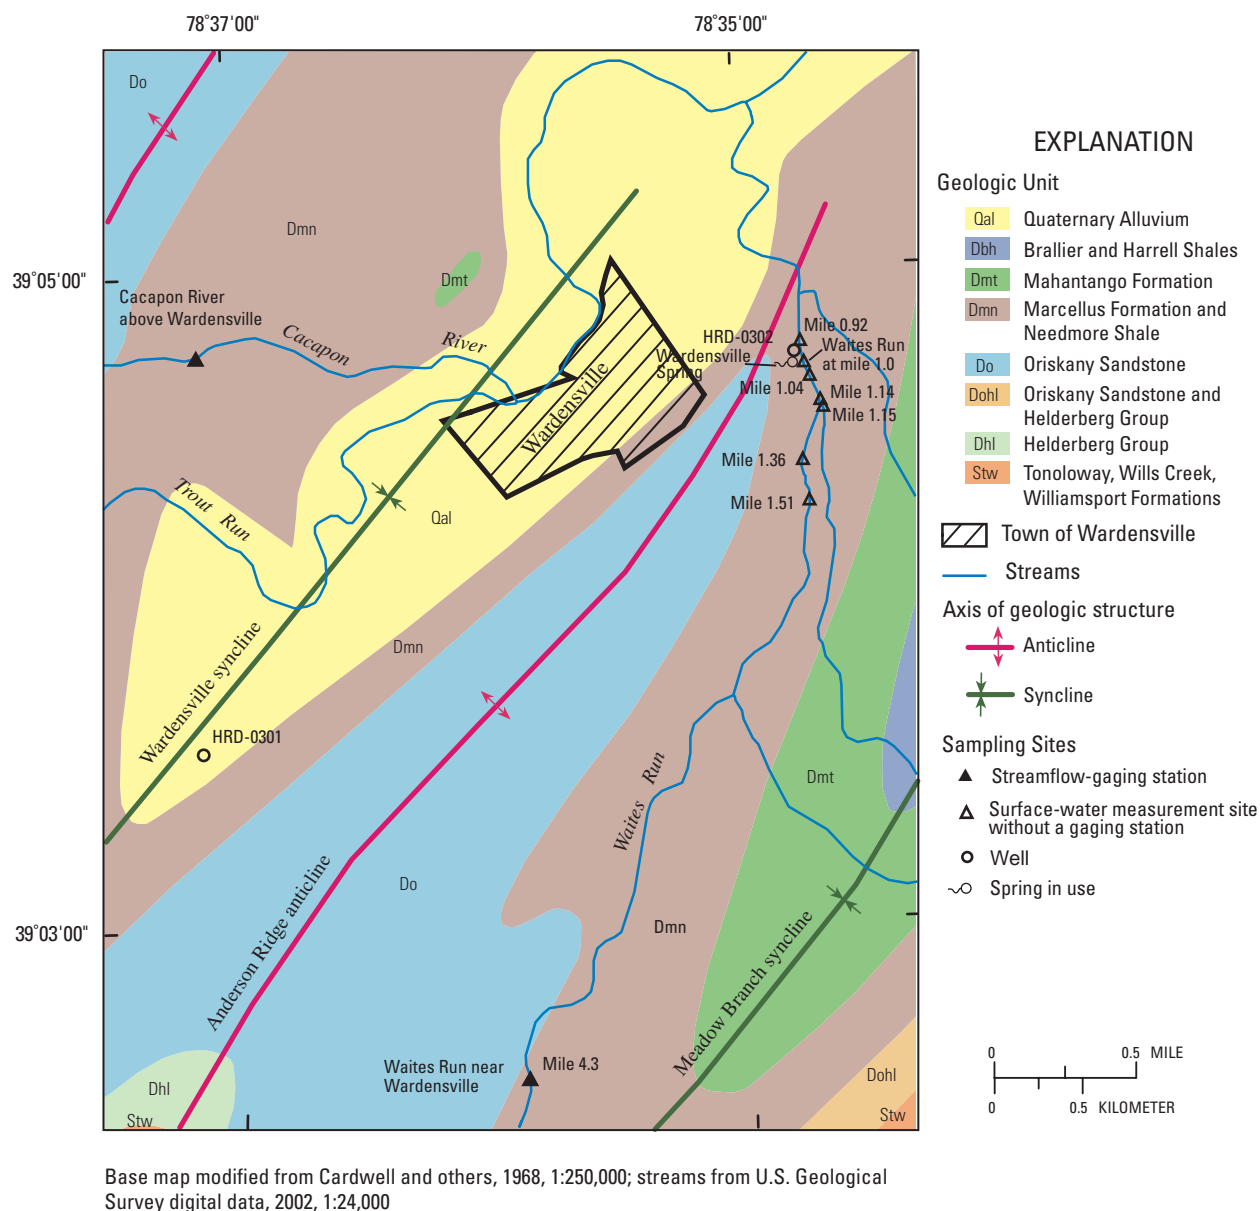 78°37'00"
78°35'00"
Do
Dmn
Dmt
39°05'00"
Cacapon River
above Wardensville
Cacapon
River
HRD-0302
Mile 0.92
Wardensville
Spring
Waites Run
at mile 1.0
Mile 1.04
Mile 1.14
Mile 1.15
Wardensville
Mile 1.36
Mile 1.51
Trout Run
Qal
Dmn
Wardensville syncline
HRD-0301
Waites Run
Dmt
Do
Anderson Ridge anticline
Dmn
39°03'00"
Meadow Branch syncline
Waites Run near
Wardensville
Mile 4.3
Dhl
Stw
Dohl
Stw
EXPLANATION
Geologic Unit
Qal Quaternary Alluvium
Dbh Brallier and Harrell Shales
Dmt Mahantango Formation
Dmn Marcellus Formation and
Needmore Shale
Do Oriskany Sandstone
Dohl Oriskany Sandstone and
Helderberg Group
Dhl Helderberg Group
Stw Tonoloway, Wills Creek,
Williamsport Formations
Town of Wardensville
Streams
Axis of geologic structure
Anticline
Syncline
Sampling Sites
Streamflow-gaging station
Surface-water measurement site
without a gaging station
Well
Spring in use
0 0.5 MILE
0 0.5 KILOMETER
Base map modified from Cardwell and others, 1968, 1:250,000; streams from U.S. Geological
Survey digital data, 2002, 1:24,000